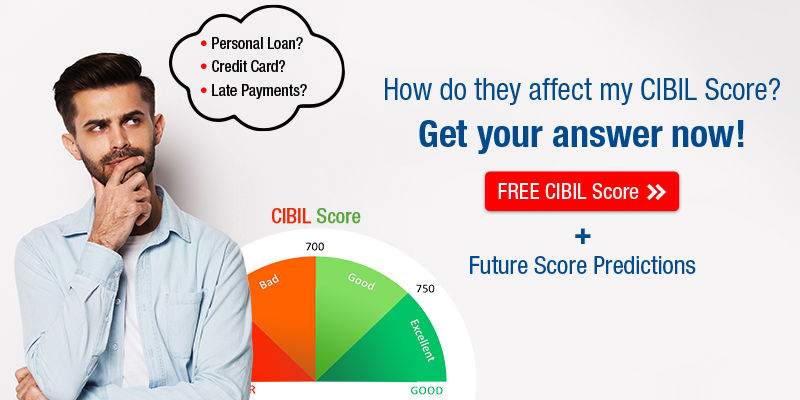 • Personal Loan?
• Credit Card?
• Late Payments?
How do they affect my CIBIL Score?
Get your answer now!
FREE CIBIL Score >>
+
Future Score Predictions
CIBIL Score
700
750
Bad
Good
Excellent
R
GOOD